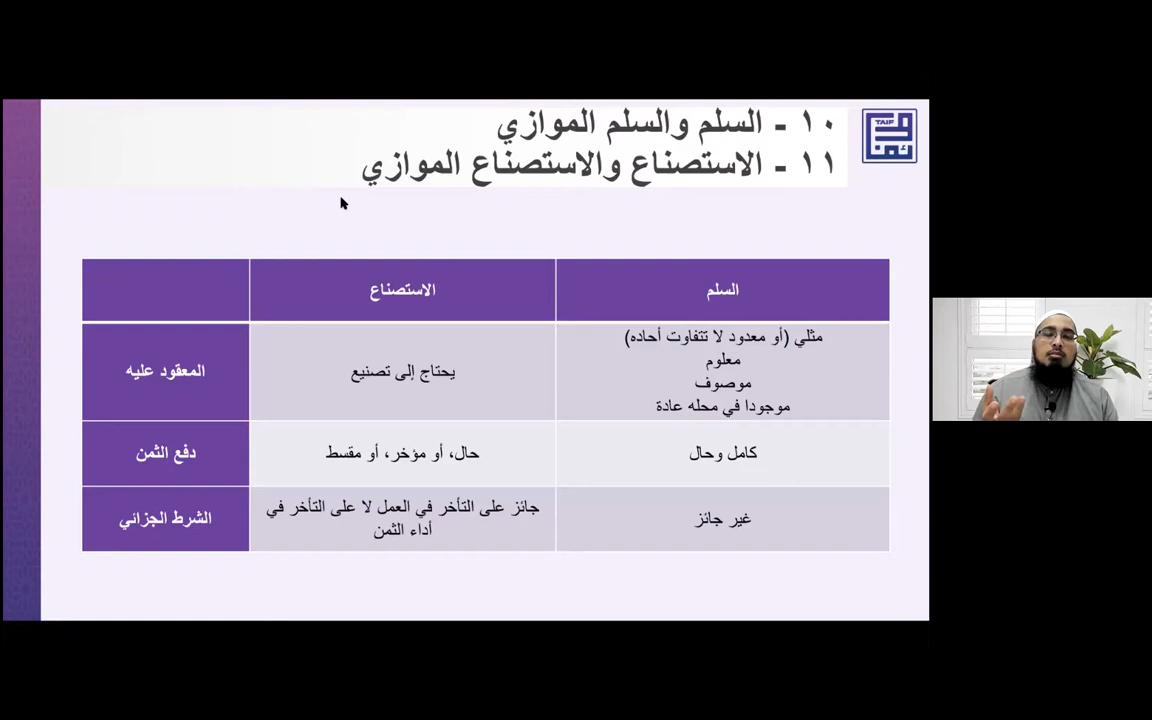 ١٠ - السلم والسلم الموازي
١١ - الاستصناع والاستصناع الموازي
TAIF
السلم
الاستصناع
مثلي (أو معدود لا تتفاوت أحاده)
معلوم
موصوف
موجودا في محله عادة
يحتاج إلى تصنيع
المعقود عليه
كامل وحال
حال، أو مؤخر، أو مقسط
دفع الثمن
غير جائز
جائز على التأخر في العمل لا على التأخر في
أداء الثمن
الشرط الجزائي